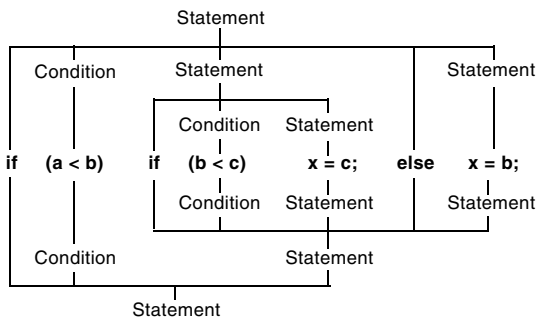 Statement
Condition Statement Statement
Condition Statement
if (a < b) if (b < c) x = c; else x = b;
Condition Statement Statement
Condition Statement
Statement